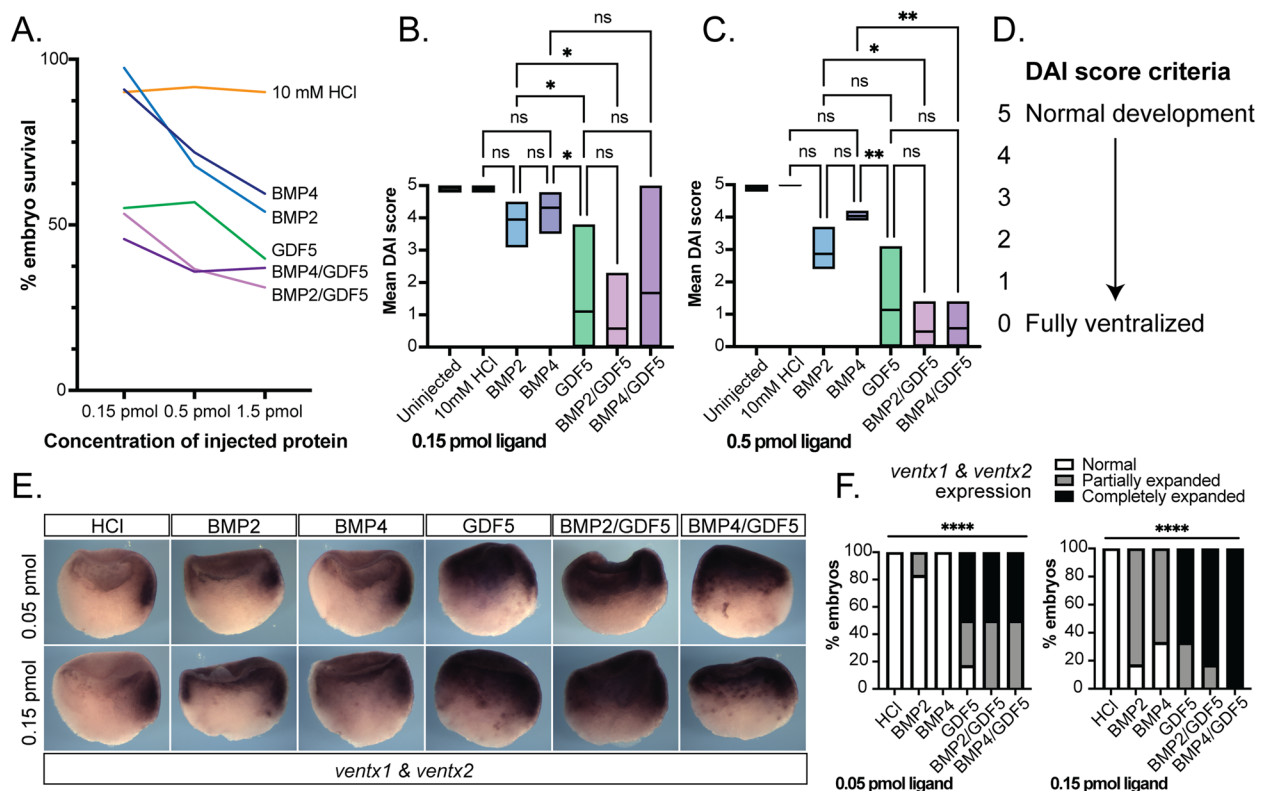 A.
100
50
0
% embryo survival
10 mM HCl
BMP4
BMP2
GDF5
BMP4/GDF5
BMP2/GDF5
0.15 pmol 0.5 pmol 1.5 pmol
Concentration of injected protein
B.
ns
*
*
ns ns
ns ns * ns
5
4
3
2
1
0
Mean DAI score
Uninjected
10mM HCl
BMP2
BMP4
GDF5
BMP2/GDF5
BMP4/GDF5
0.15 pmol ligand
C.
**
*
ns
ns ns
ns ns ** ns
5
4
3
2
1
0
Mean DAI score
Uninjected
10mM HCl
BMP2
BMP4
GDF5
BMP2/GDF5
BMP4/GDF5
0.5 pmol ligand
D.
DAI score criteria
5 Normal development
4
3
2
1
0 Fully ventralized
E.
HCl BMP2 BMP4 GDF5 BMP2/GDF5 BMP4/GDF5
0.05 pmol
0.15 pmol
ventx1 & ventx2
F.
ventx1 & ventx2
expression
Normal
Partially expanded
Completely expanded
****
100
80
60
40
20
0
% embryos
HCl
BMP2
BMP4
GDF5
BMP2/GDF5
BMP4/GDF5
0.05 pmol ligand
****
100
80
60
40
20
0
% embryos
HCl
BMP2
BMP4
GDF5
BMP2/GDF5
BMP4/GDF5
0.15 pmol ligand